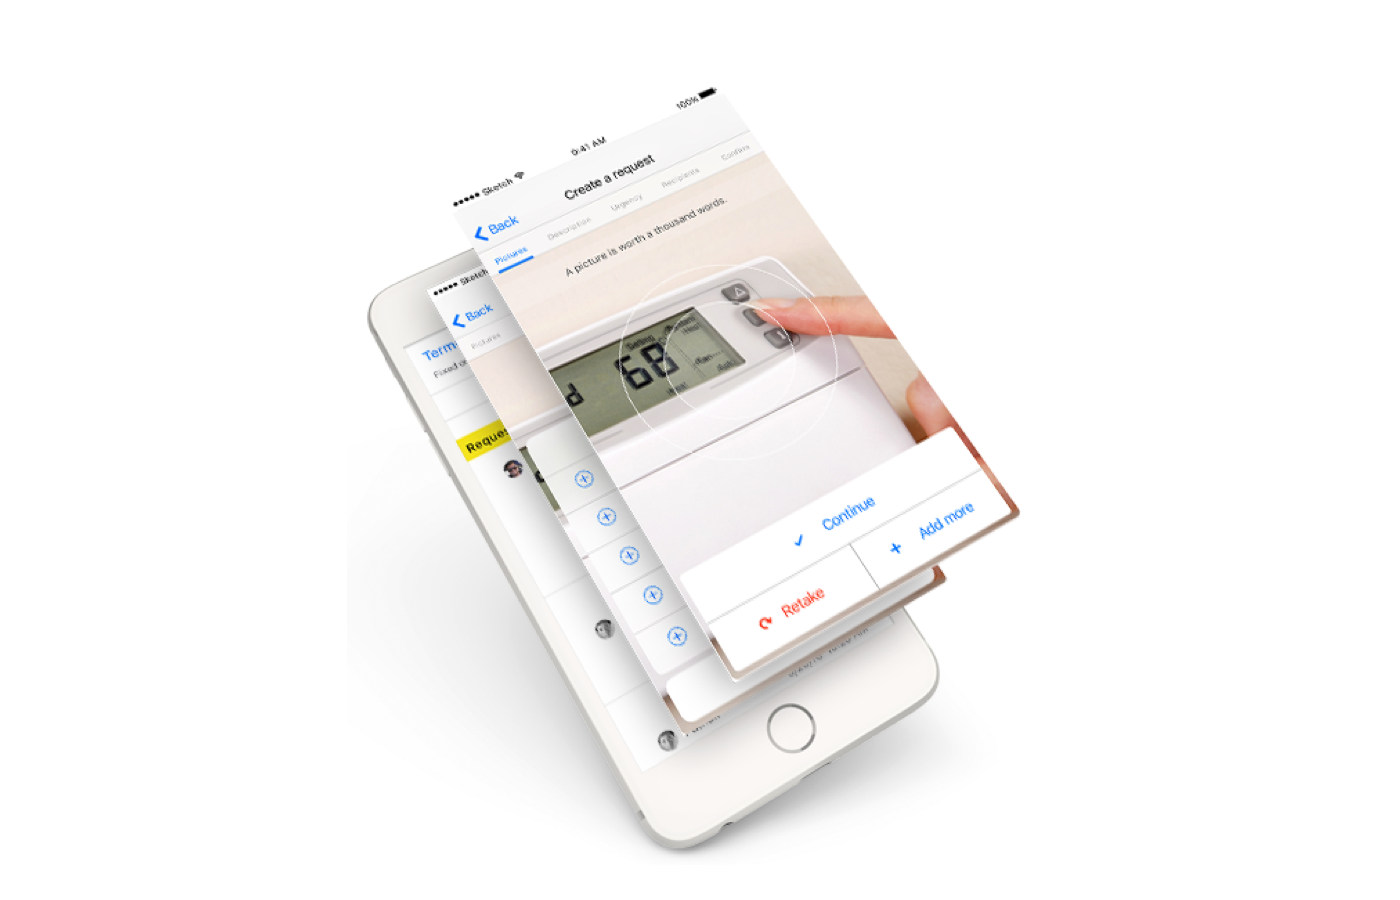 100%
9:41 AM
Sketch
Create a request
Back
Pictures
Description
Urgency
Recipients
Confirm
A picture is worth a thousand words.
Setting
68
d
Continue
Add more
Retake
Sketch
Back
Pictures
Term
Fixed
Reques